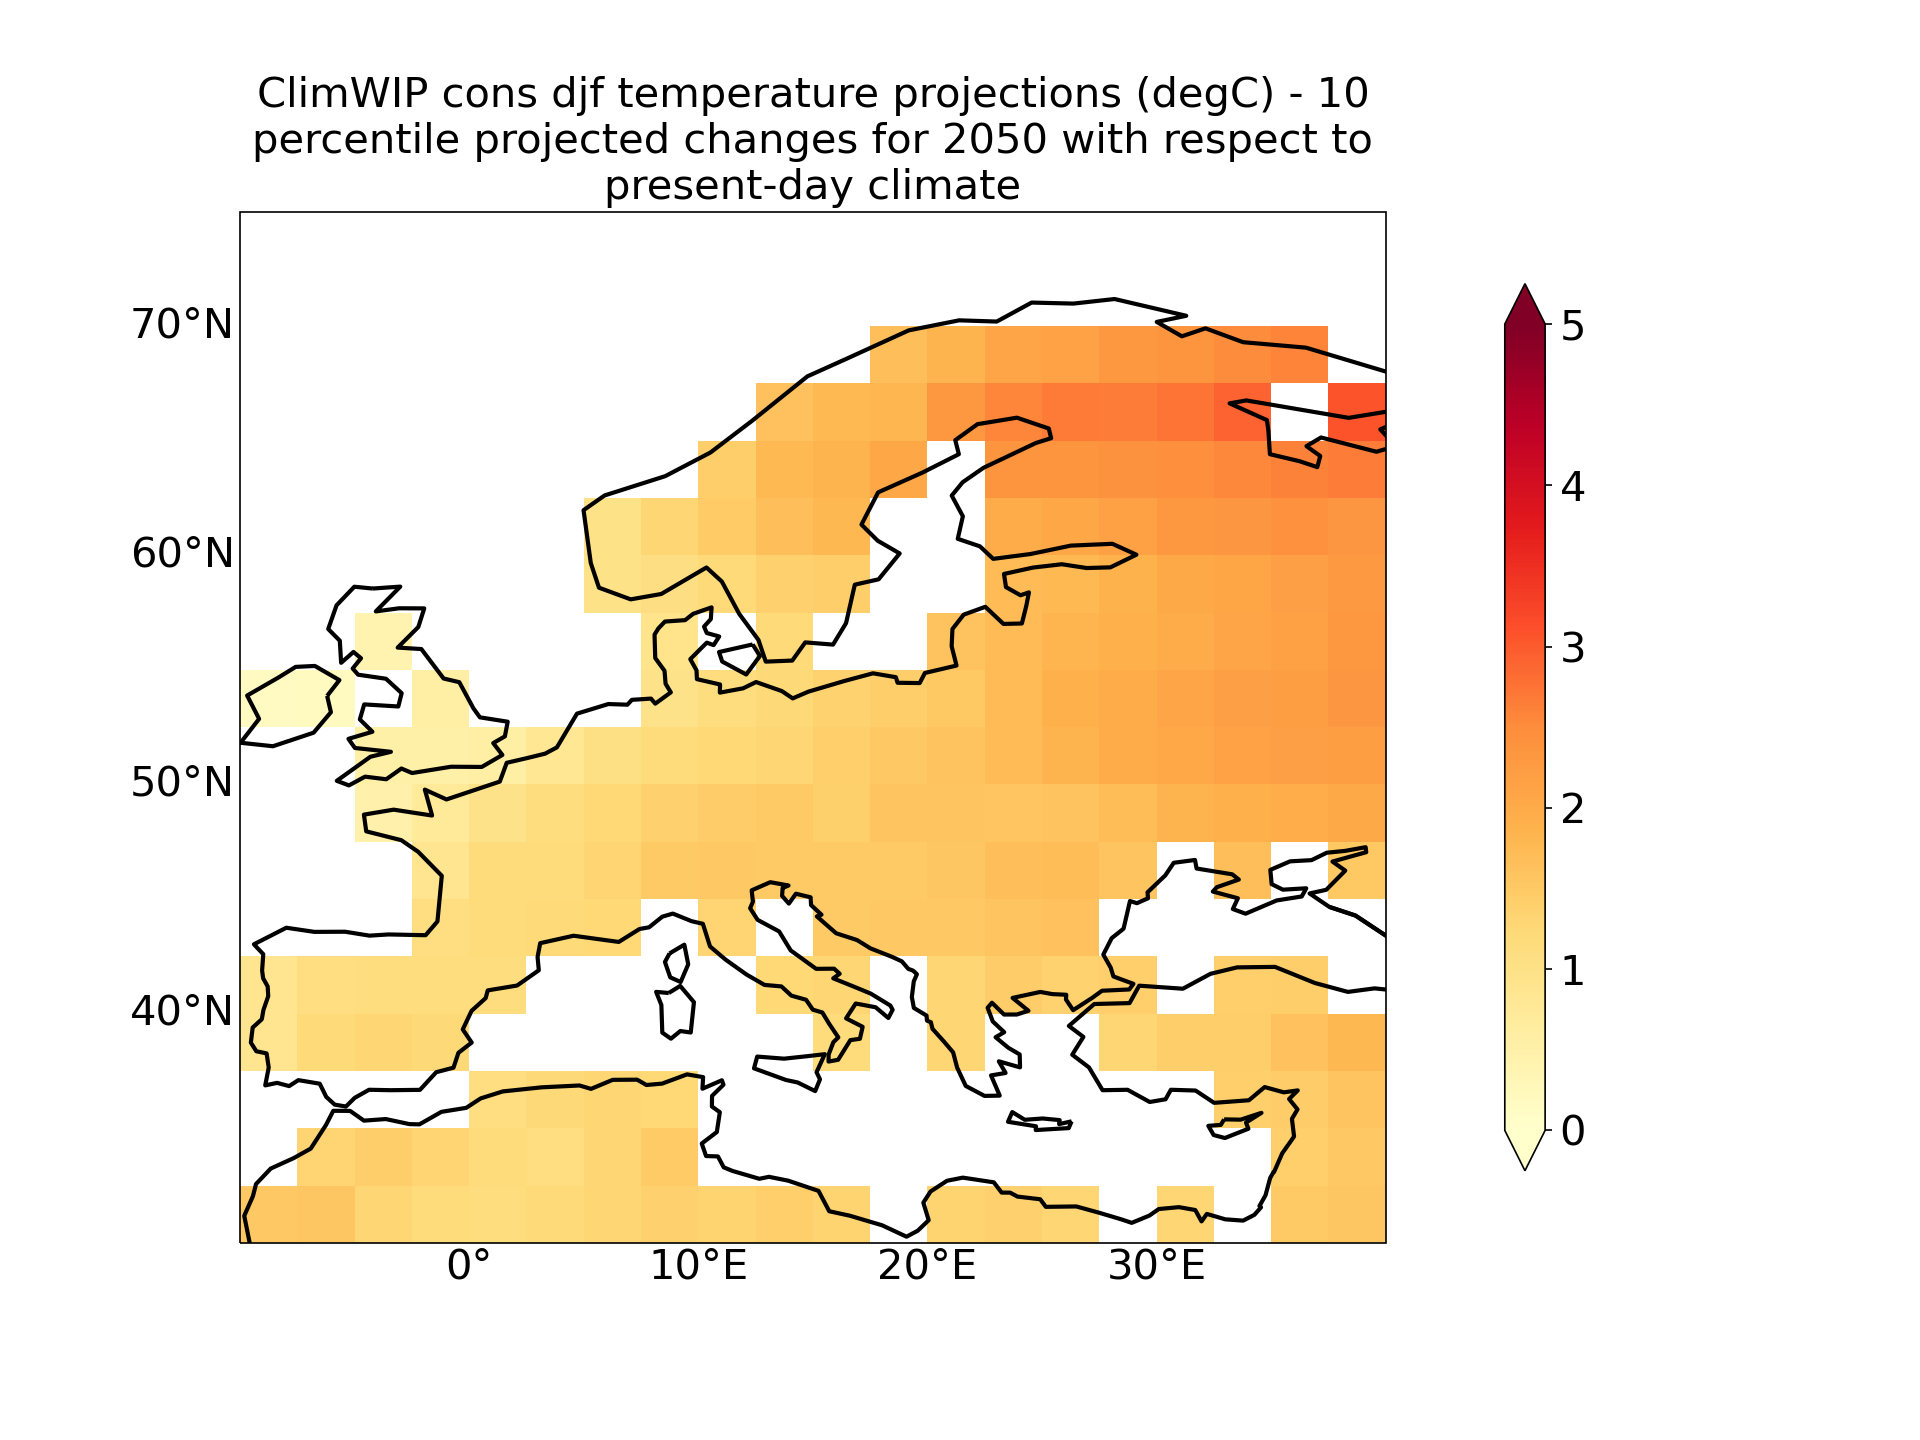 ClimWIP cons djf temperature projections (degC) - 10
percentile projected changes for 2050 with respect to
present-day climate
70°N
60°N
50°N
40°N
0°
10°E
20°E
30°E
5
4
3
2
1
0